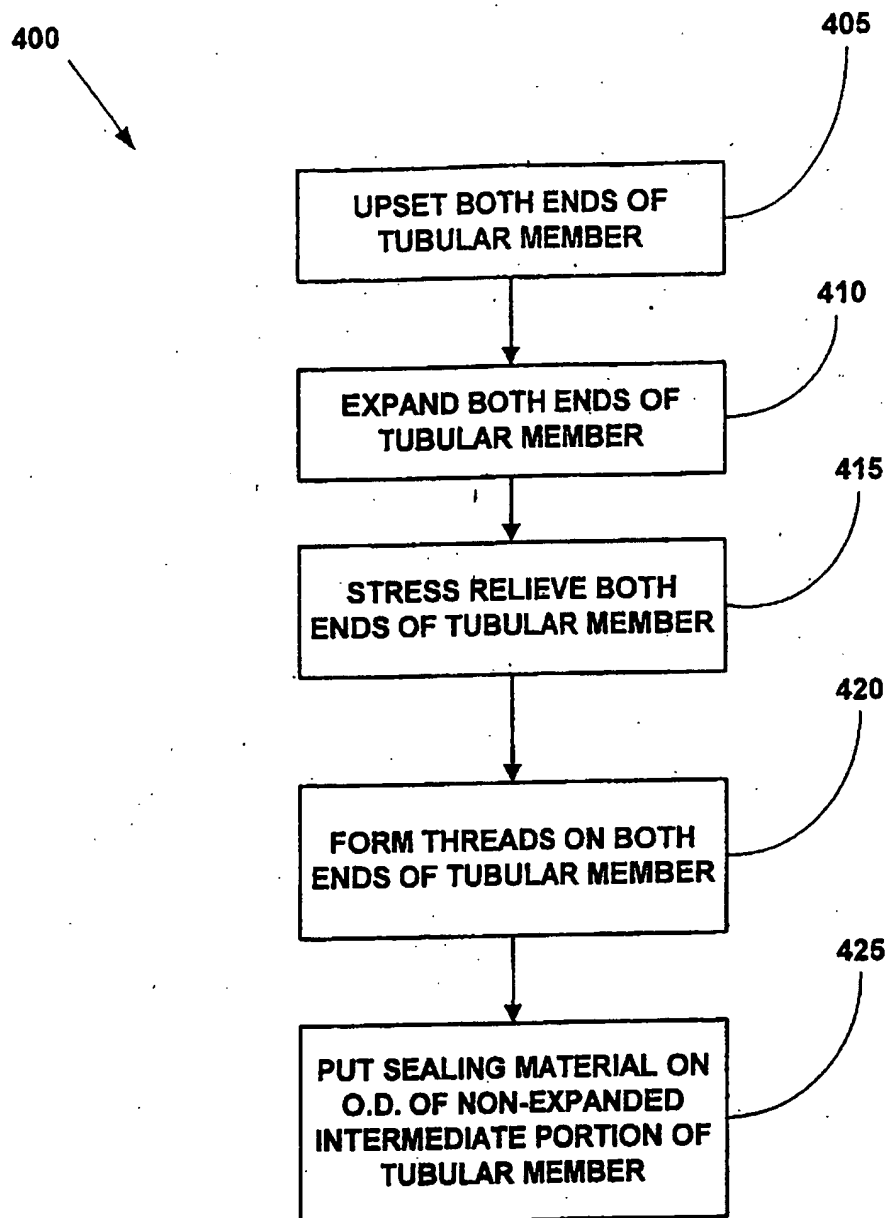 400
405
UPSET BOTH ENDS OF
TUBULAR MEMBER
410
EXPAND BOTH ENDS OF
TUBULAR MEMBER
415
STRESS RELIEVE BOTH
ENDS OF TUBULAR MEMBER
420
FORM THREADS ON BOTH
ENDS OF TUBULAR MEMBER
425
PUT SEALING MATERIAL ON
O.D. OF NON-EXPANDED
INTERMEDIATE PORTION OF
TUBULAR MEMBER